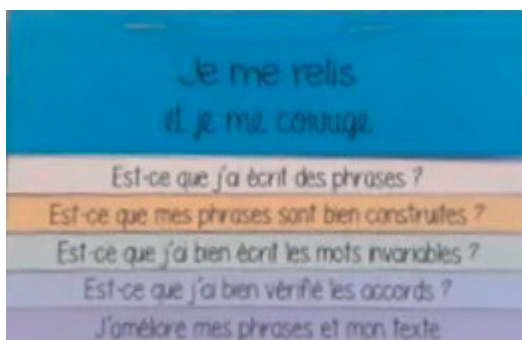 Je me relis
et je me corrige
Est-ce que j'ai écrit des phrases ?
Est-ce que mes phrases sont bien construites ?
Est-ce que j'ai bien écrit les mots invariables ?
Est-ce que j'ai bien vérifié les accords ?
J'améliore mes phrases et mon texte